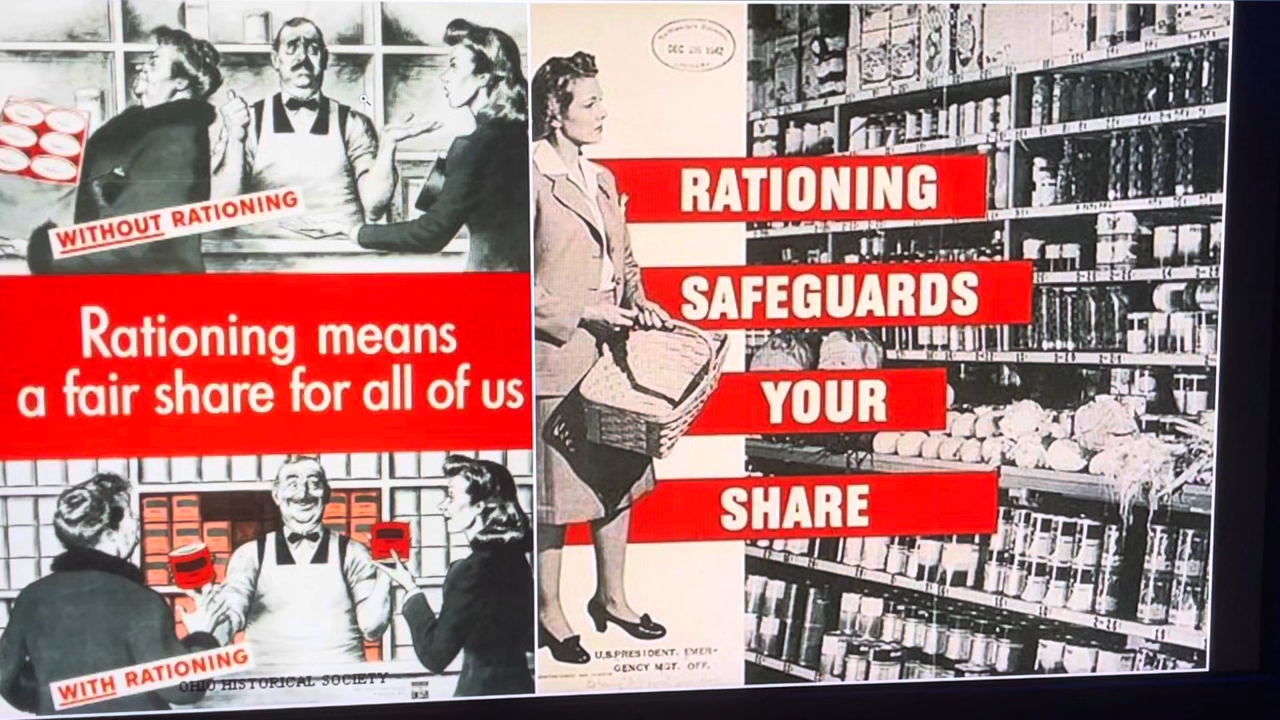 WITHOUT RATIONING
Rationing means
a fair share for all of us
WITH RATIONING
OHIO HISTORICAL SOCIETY
DEC 28 1942
RATIONING
SAFEGUARDS
YOUR
SHARE
U.S. PRESIDENT. EMER-
GENCY MGT. OFF.